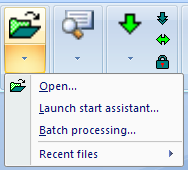 Open...
Launch start assistant...
Batch processing...
Recent files